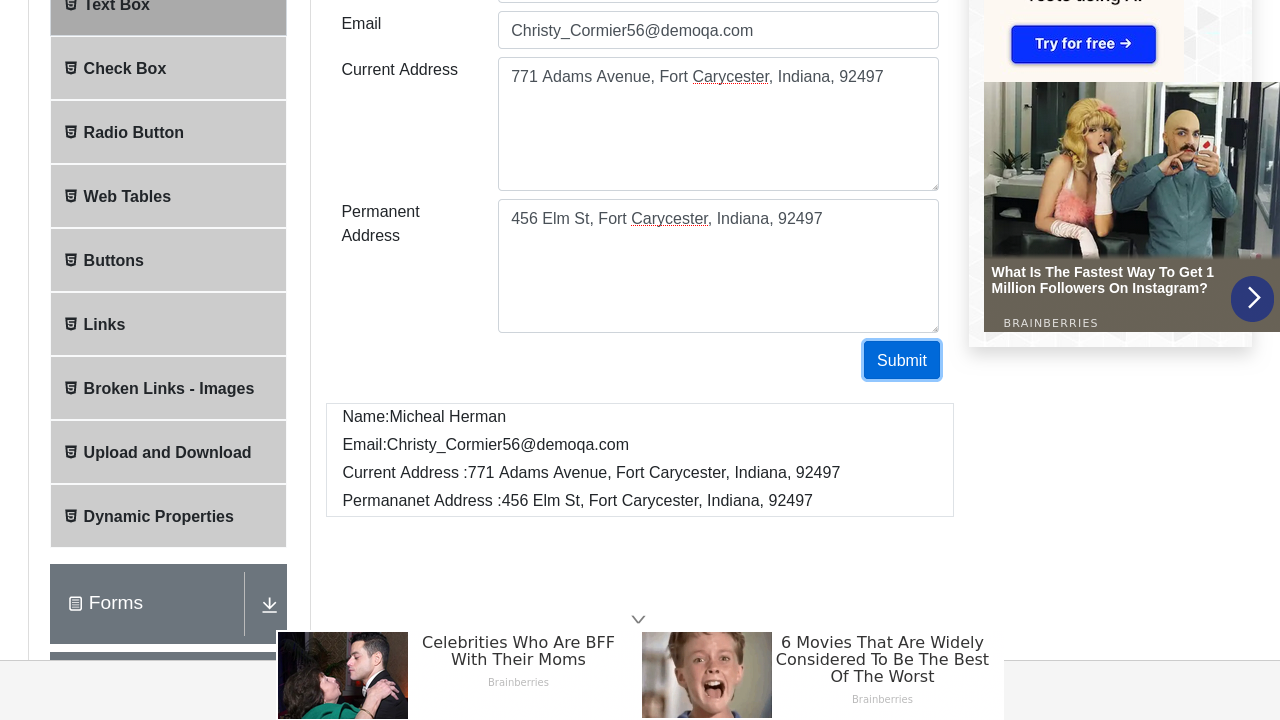 Text Box
Check Box
Radio Button
Web Tables
Buttons
Links
Broken Links - Images
Upload and Download
Dynamic Properties
Forms
Email
Christy_Cormier56@demoqa.com
Current Address
771 Adams Avenue, Fort Carycester, Indiana, 92497
Permanent
Address
456 Elm St, Fort Carycester, Indiana, 92497
Submit
Name:Micheal Herman
Email:Christy_Cormier56@demoqa.com
Current Address :771 Adams Avenue, Fort Carycester, Indiana, 92497
Permananet Address :456 Elm St, Fort Carycester, Indiana, 92497
Try for free →
What Is The Fastest Way To Get 1
Million Followers On Instagram?
BRAINBERRIES
Celebrities Who Are BFF
With Their Moms
Brainberries
6 Movies That Are Widely
Considered To Be The Best
Of The Worst
Brainberries